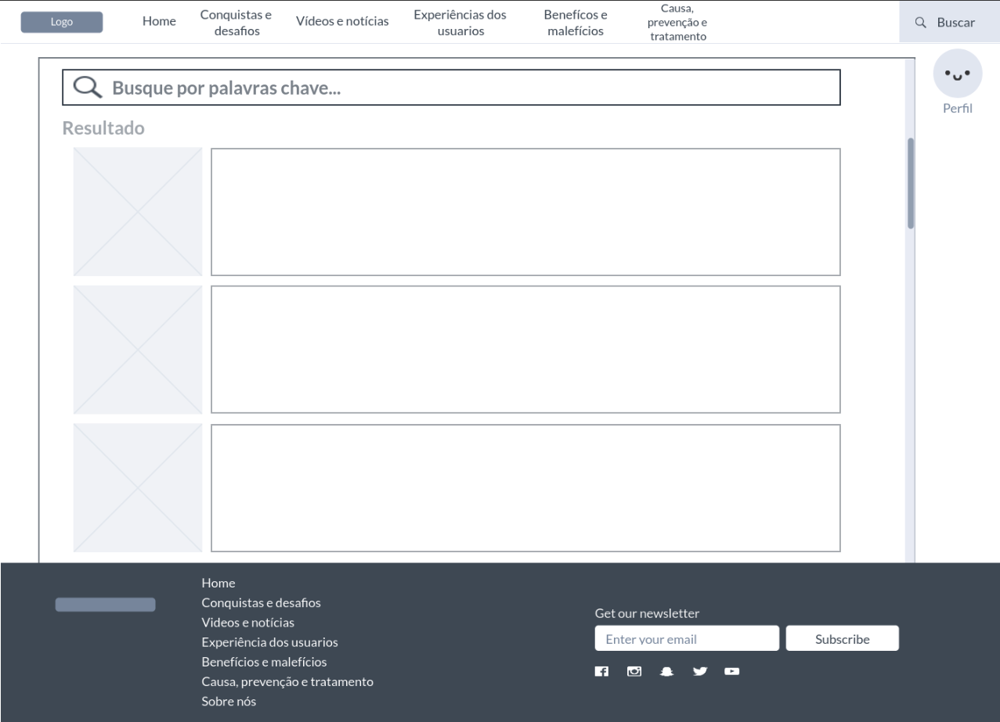 Logo
Home
Conquistas e
desafios
Vídeos e notícias
Experiências dos
usuarios
Benefícos e
malefícios
Causa,
prevenção e
tratamento
Buscar
Perfil
Busque por palavras chave...
Resultado
Home
Conquistas e desafios
Videos e notícias
Experiência dos usuarios
Benefícios e malefícios
Causa, prevenção e tratamento
Sobre nós
Get our newsletter
Enter your email
Subscribe